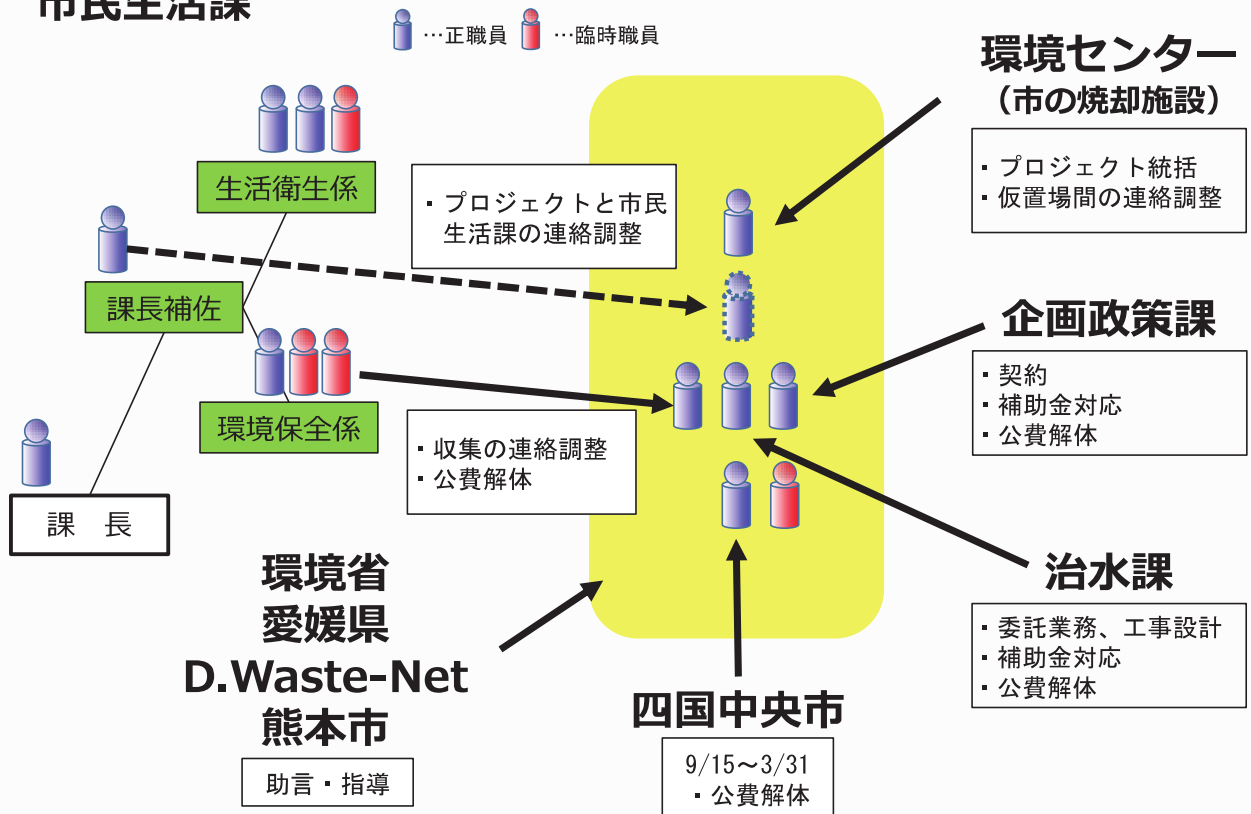 市民生活課
…正職員 …臨時職員
生活衛生係
課長補佐
環境保全係
課　長
・プロジェクトと市民
生活課の連絡調整
・収集の連絡調整
・公費解体
環境センター
（市の焼却施設）
・プロジェクト統括
・仮置場間の連絡調整
企画政策課
・契約
・補助金対応
・公費解体
治水課
・委託業務、工事設計
・補助金対応
・公費解体
環境省
愛媛県
D.Waste-Net
熊本市
助言・指導
四国中央市
9/15～3/31
・公費解体